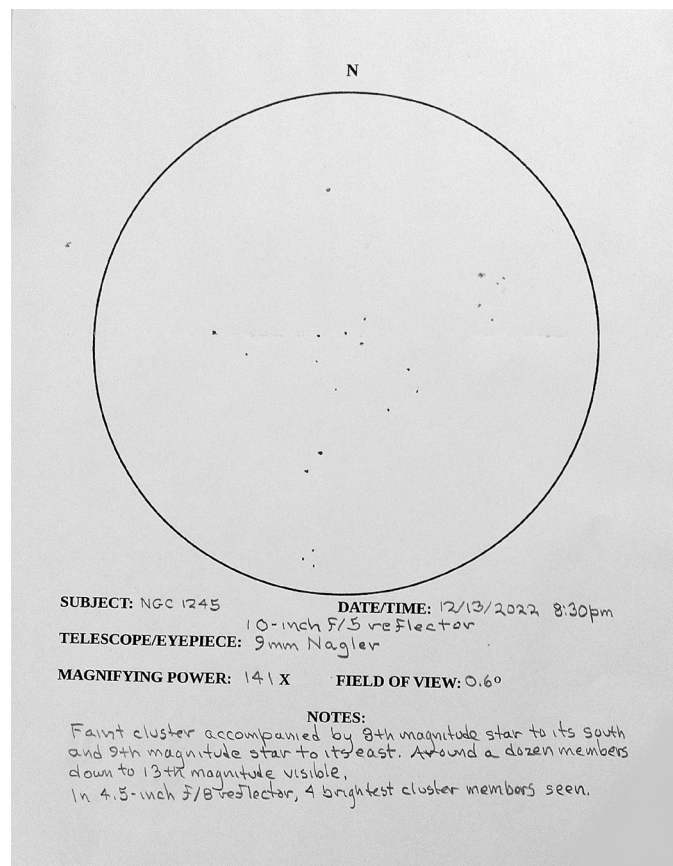 N
SUBJECT: NGC 1245
DATE/TIME: 12/13/2022 8:30pm
TELESCOPE/EYEPIECE: 10-inch f/5 reflector
9mm Nagler
MAGNIFYING POWER: 141 X
FIELD OF VIEW: 0.6°
NOTES:
Faint cluster accompanied by 8th magnitude star to its south
and 9th magnitude star to its east. Around a dozen members
down to 13th magnitude visible.
In 4.5-inch f/8 reflector, 4 brightest cluster members seen.